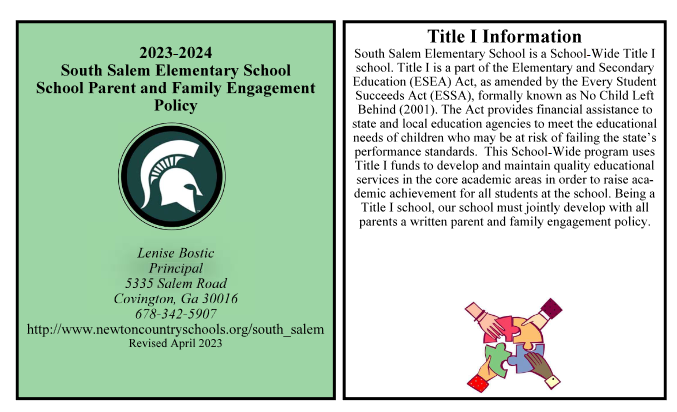 2023-2024
South Salem Elementary School
School Parent and Family Engagement
Policy
Lenise Bostic
Principal
5335 Salem Road
Covington, Ga 30016
678-342-5907
http://www.newtoncountryschools.org/south_salem
Revised April 2023
Title I Information
South Salem Elementary School is a School-Wide Title I
school. Title I is a part of the Elementary and Secondary
Education (ESEA) Act, as amended by the Every Student
Succeeds Act (ESSA), formally known as No Child Left
Behind (2001). The Act provides financial assistance to
state and local education agencies to meet the educational
needs of children who may be at risk of failing the state’s
performance standards.  This School-Wide program uses
Title I funds to develop and maintain quality educational
services in the core academic areas in order to raise aca-
demic achievement for all students at the school. Being a
Title I school, our school must jointly develop with all
parents a written parent and family engagement policy.